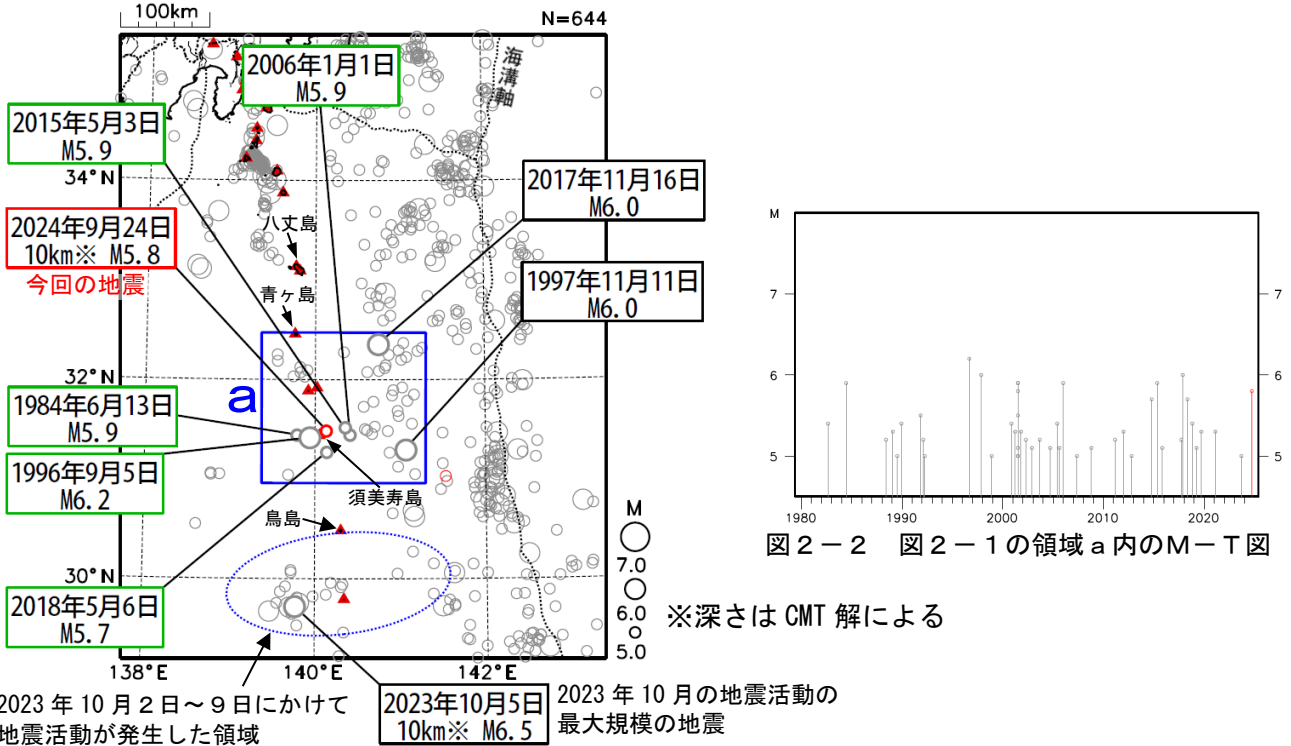 100km
N=644
海溝軸
2006年1月1日
M5.9
2015年5月3日
M5.9
34°N
2017年11月16日
M6.0
2024年9月24日
10km※ M5.8
今回の地震
八丈島
青ヶ島
1997年11月11日
M6.0
32°N
a
1984年6月13日
M5.9
1996年9月5日
M6.2
須美寿島
鳥島
30°N
2018年5月6日
M5.7
M
7.0
6.0
5.0
138°E
140°E
142°E
2023年10月2日～9日にかけて
地震活動が発生した領域
2023年10月5日
10km※ M6.5
2023年10月の地震活動の
最大規模の地震
M
7
7
6
6
5
5
1980
1990
2000
2010
2020
図2－2 図2－1の領域a内のM－T図
※深さはCMT解による